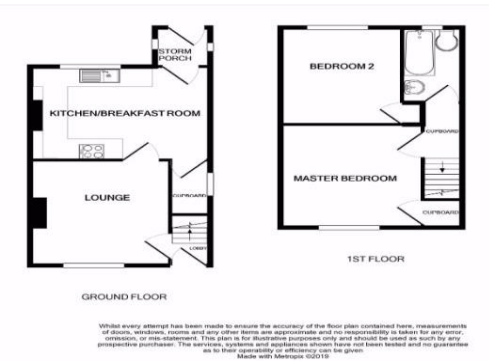 STORM
PORCH
KITCHEN/BREAKFAST ROOM
LOUNGE
CUPBOARD
LOBBY
GROUND FLOOR
BEDROOM 2
CUPBOARD
MASTER BEDROOM
CUPBOARD
1ST FLOOR
Whilst every attempt has been made to ensure the accuracy of the floor plan contained here, measurements
of doors, windows, rooms and any other items are approximate and no responsibility is taken for any error,
omission, or mis-statement. This plan is for illustrative purposes only and should be used as such by any
prospective purchaser. The services, systems and appliances shown have not been tested and no guarantee
as to their operability or efficiency can be given
Made with Metropix ©2019